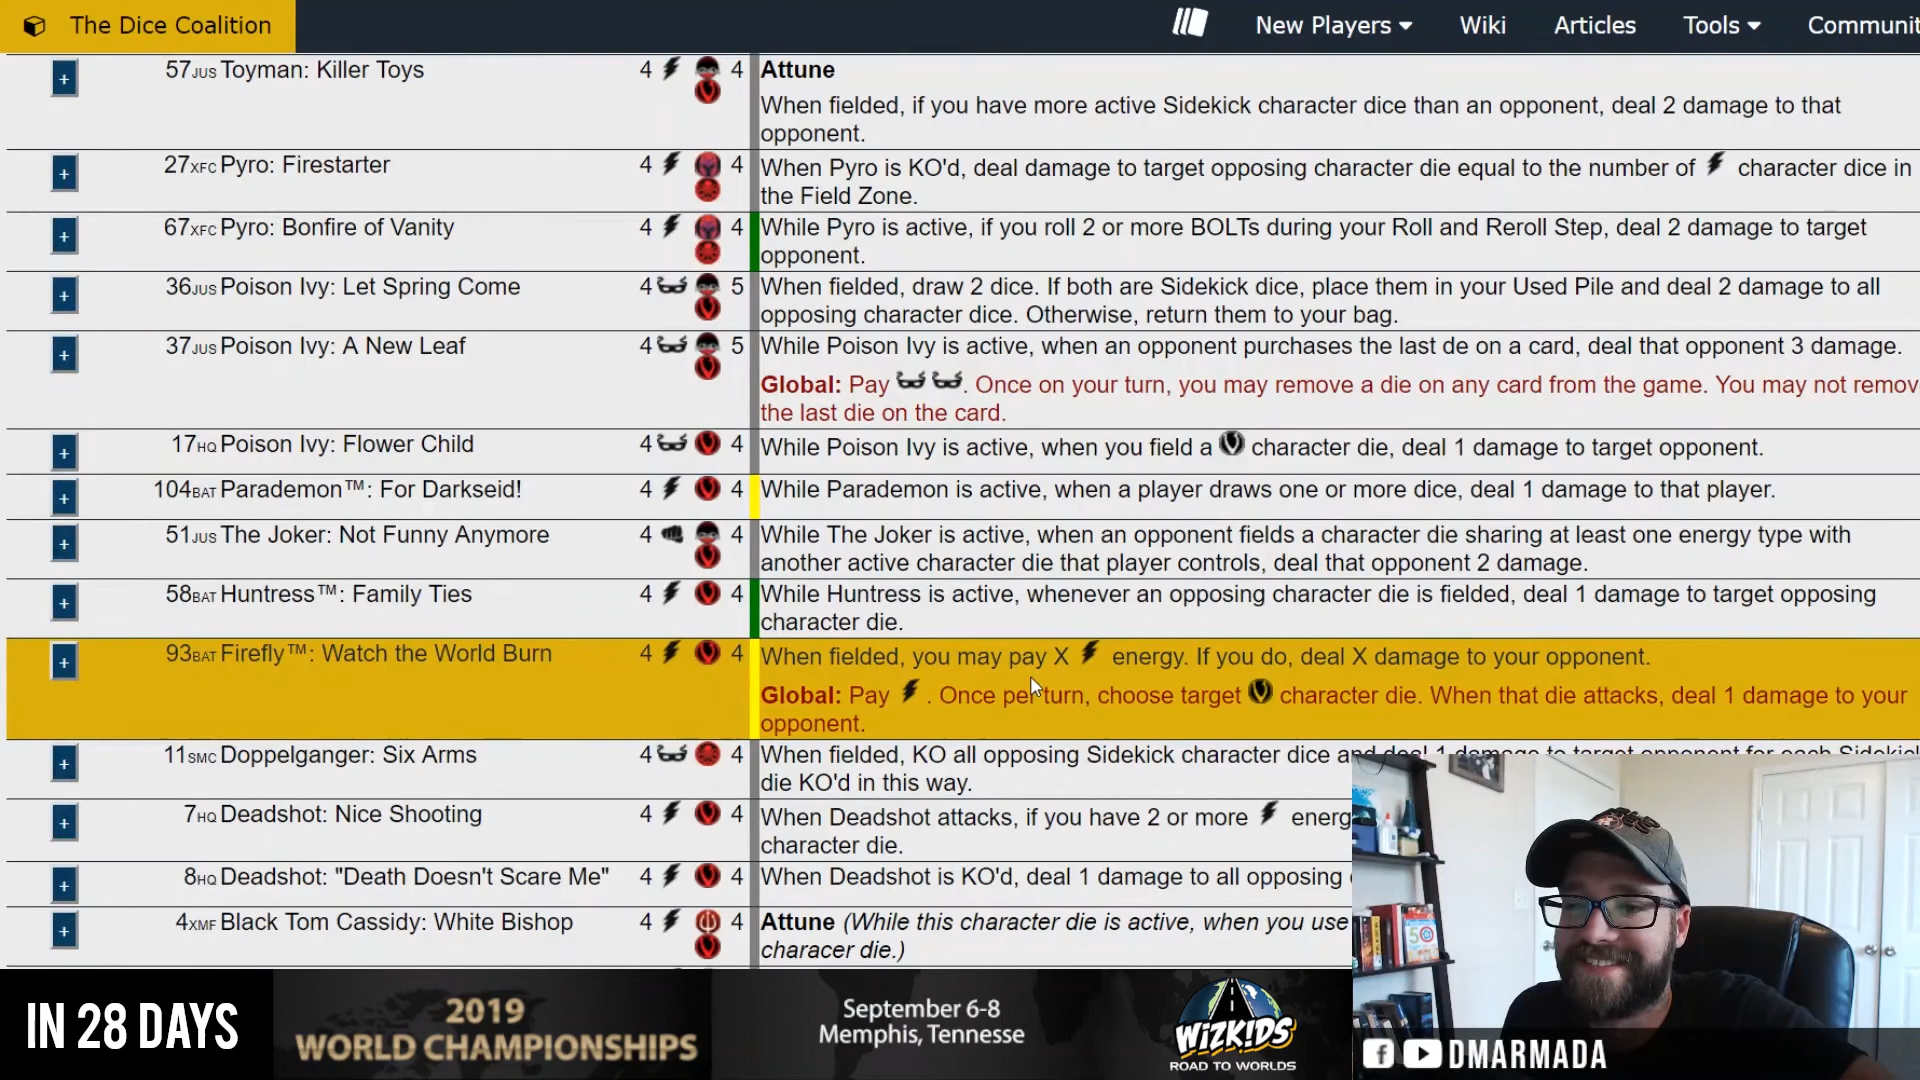 The Dice Coalition
New Players
Wiki
Articles
Tools
Communit
57JUS Toyman: Killer Toys 4 4 Attune
When fielded, if you have more active Sidekick character dice than an opponent, deal 2 damage to that
opponent.
27XFC Pyro: Firestarter 4 4 When Pyro is KO'd, deal damage to target opposing character die equal to the number of character dice in
the Field Zone.
67XFC Pyro: Bonfire of Vanity 4 4 While Pyro is active, if you roll 2 or more BOLTs during your Roll and Reroll Step, deal 2 damage to target
opponent.
36JUS Poison Ivy: Let Spring Come 4 5 When fielded, draw 2 dice. If both are Sidekick dice, place them in your Used Pile and deal 2 damage to all
opposing character dice. Otherwise, return them to your bag.
37JUS Poison Ivy: A New Leaf 4 5 While Poison Ivy is active, when an opponent purchases the last de on a card, deal that opponent 3 damage.
Global: Pay . Once on your turn, you may remove a die on any card from the game. You may not remov
the last die on the card.
17HQ Poison Ivy: Flower Child 4 4 While Poison Ivy is active, when you field a character die, deal 1 damage to target opponent.
104BAT Parademon™: For Darkseid! 4 4 While Parademon is active, when a player draws one or more dice, deal 1 damage to that player.
51JUS The Joker: Not Funny Anymore 4 4 While The Joker is active, when an opponent fields a character die sharing at least one energy type with
another active character die that player controls, deal that opponent 2 damage.
58BAT Huntress™: Family Ties 4 4 While Huntress is active, whenever an opposing character die is fielded, deal 1 damage to target opposing
character die.
93BAT Firefly™: Watch the World Burn 4 4 When fielded, you may pay X energy. If you do, deal X damage to your opponent.
Global: Pay . Once per turn, choose target character die. When that die attacks, deal 1 damage to your
opponent.
11SMC Doppelganger: Six Arms 4 4 When fielded, KO all opposing Sidekick character dice and deal 1 damage to target opponent for each Sidekick
die KO'd in this way.
7HQ Deadshot: Nice Shooting 4 4 When Deadshot attacks, if you have 2 or more energ
character die.
8HQ Deadshot: "Death Doesn't Scare Me" 4 4 When Deadshot is KO'd, deal 1 damage to all opposing
4XMF Black Tom Cassidy: White Bishop 4 4 Attune (While this character die is active, when you use
characer die.)
IN 28 DAYS
2019
WORLD CHAMPIONSHIPS
September 6-8
Memphis, Tennessee
WIZKIDS
ROAD TO WORLDS
DMARMADA